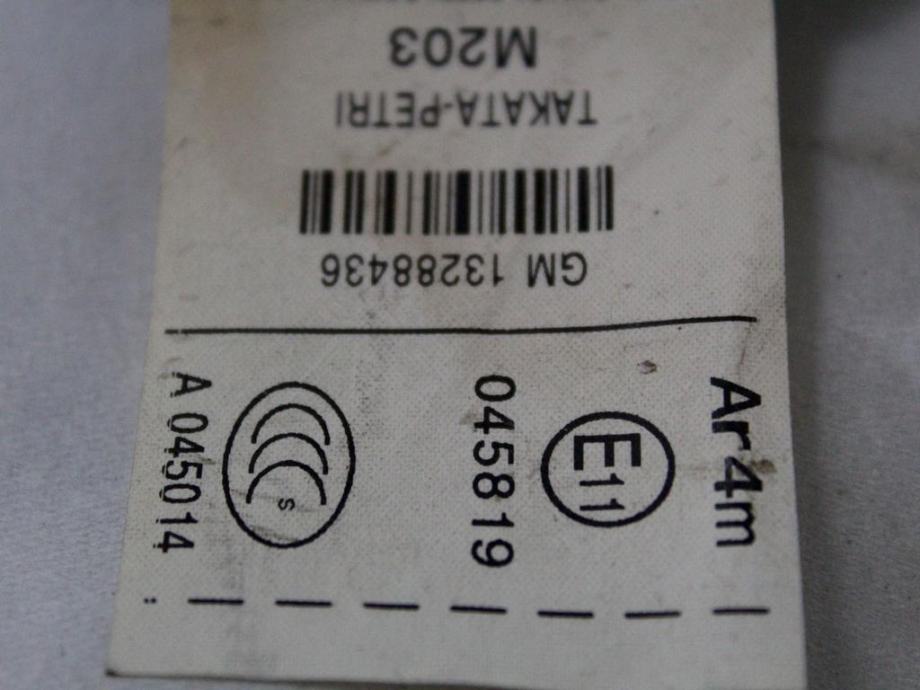 M203
TAKATA-PETRI
GM 13288436
Ar4m
E11
045819
S
A 045014